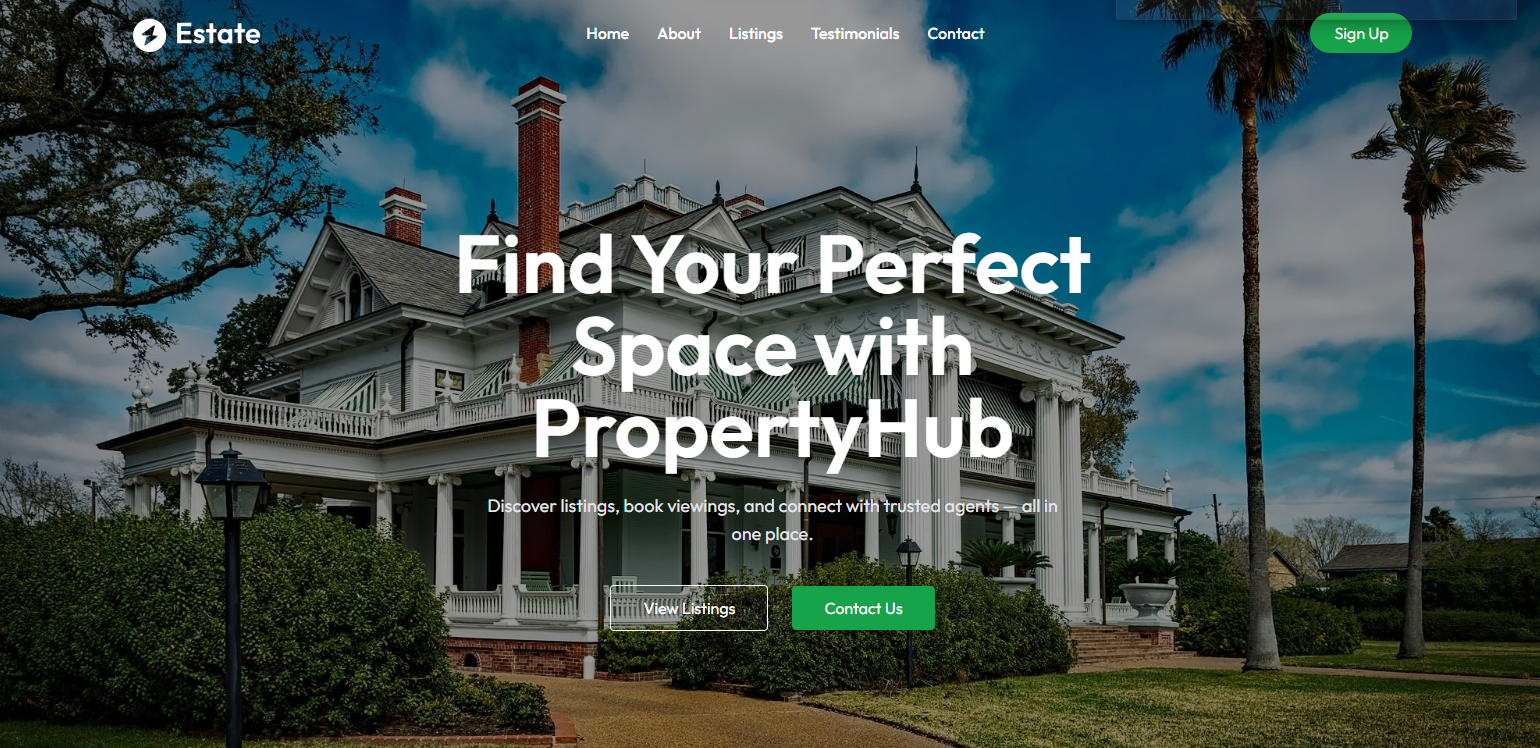 Estate
Home
About
Listings
Testimonials
Contact
Sign Up
Find Your Perfect
Space with
PropertyHub
Discover listings, book viewings, and connect with trusted agents — all in
one place.
View Listings
Contact Us